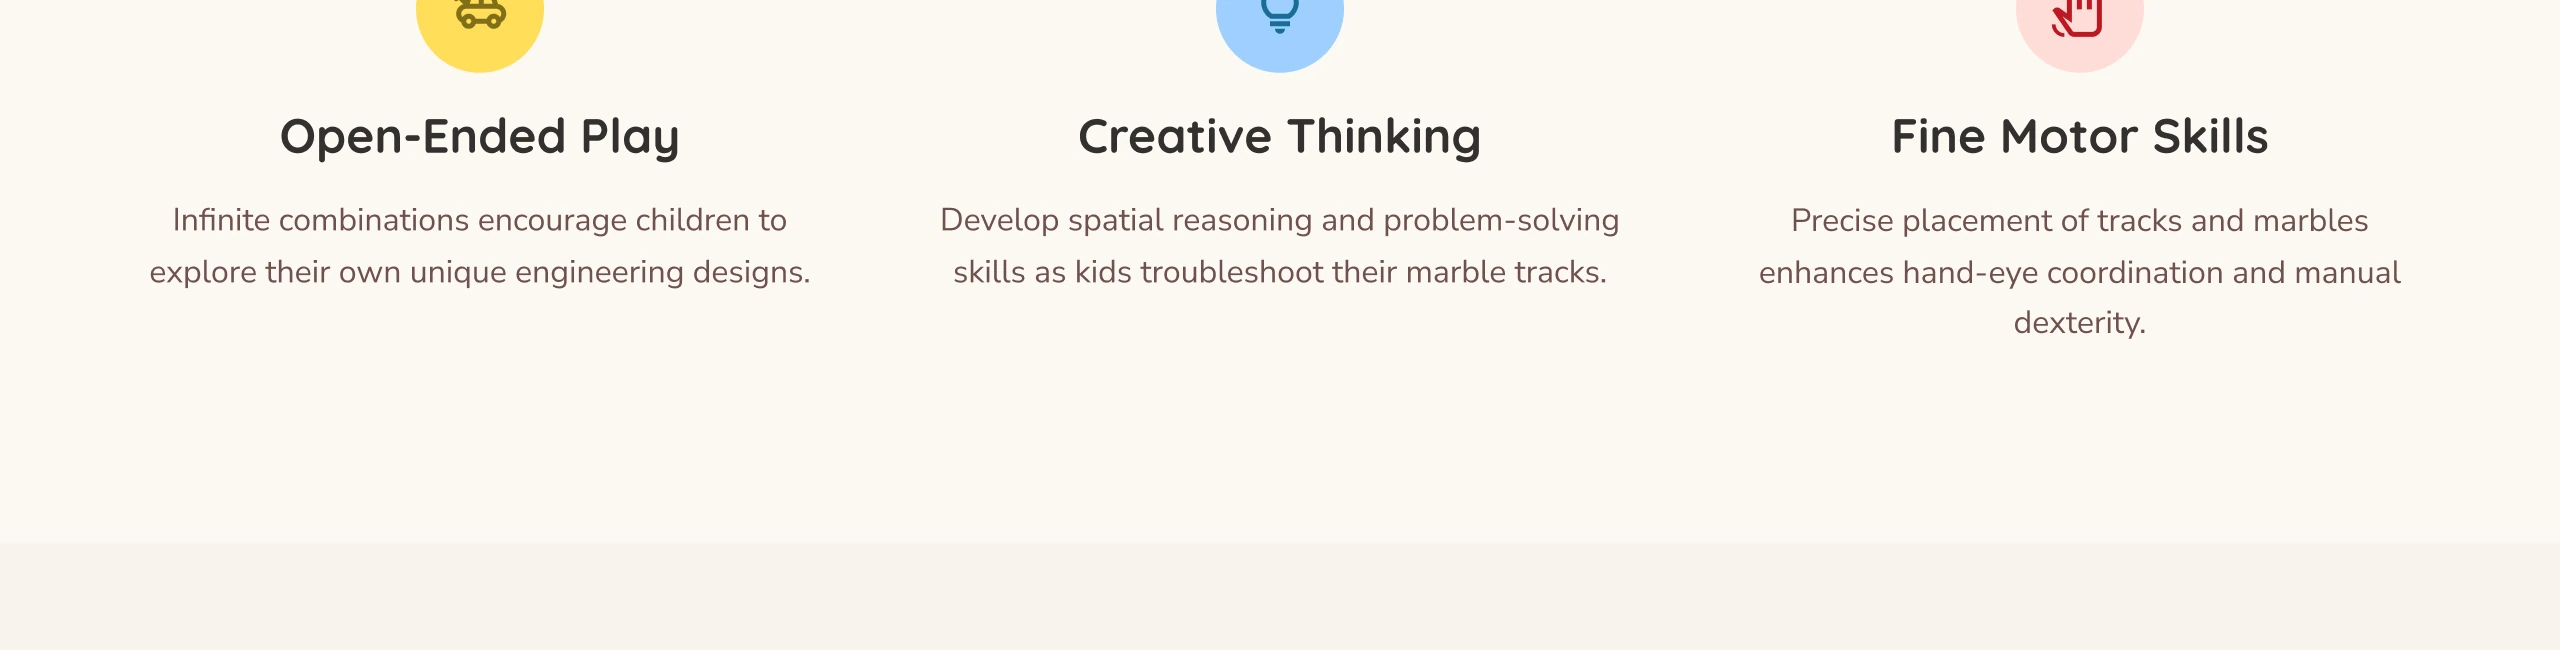 Open-Ended Play
Infinite combinations encourage children to
explore their own unique engineering designs.
Creative Thinking
Develop spatial reasoning and problem-solving
skills as kids troubleshoot their marble tracks.
Fine Motor Skills
Precise placement of tracks and marbles
enhances hand-eye coordination and manual
dexterity.